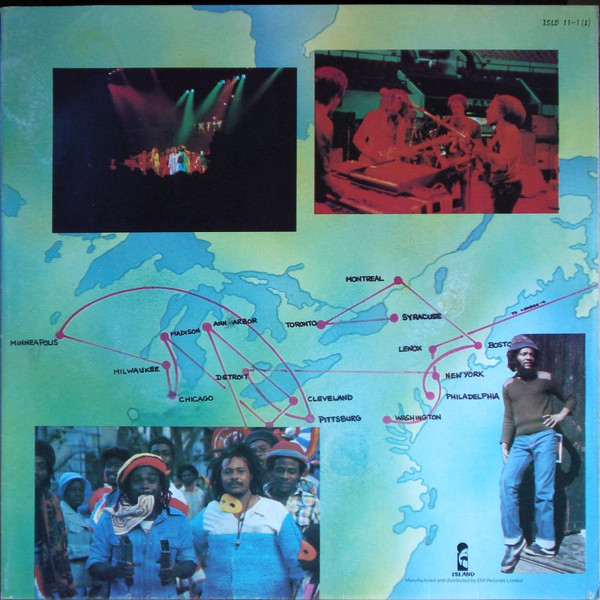 ISLD 11-1(1)
MONTREAL
TORONTO
SYRACUSE
MINNEAPOLIS
MADISON
ANN ARBOR
LENOX
BOSTO
MILWAUKEE
DETROIT
NEW YORK
CHICAGO
CLEVELAND
PHILADELPHIA
PITTSBURG
WASHINGTON
ISLAND
Manufactured and distributed by EMI Records Limited